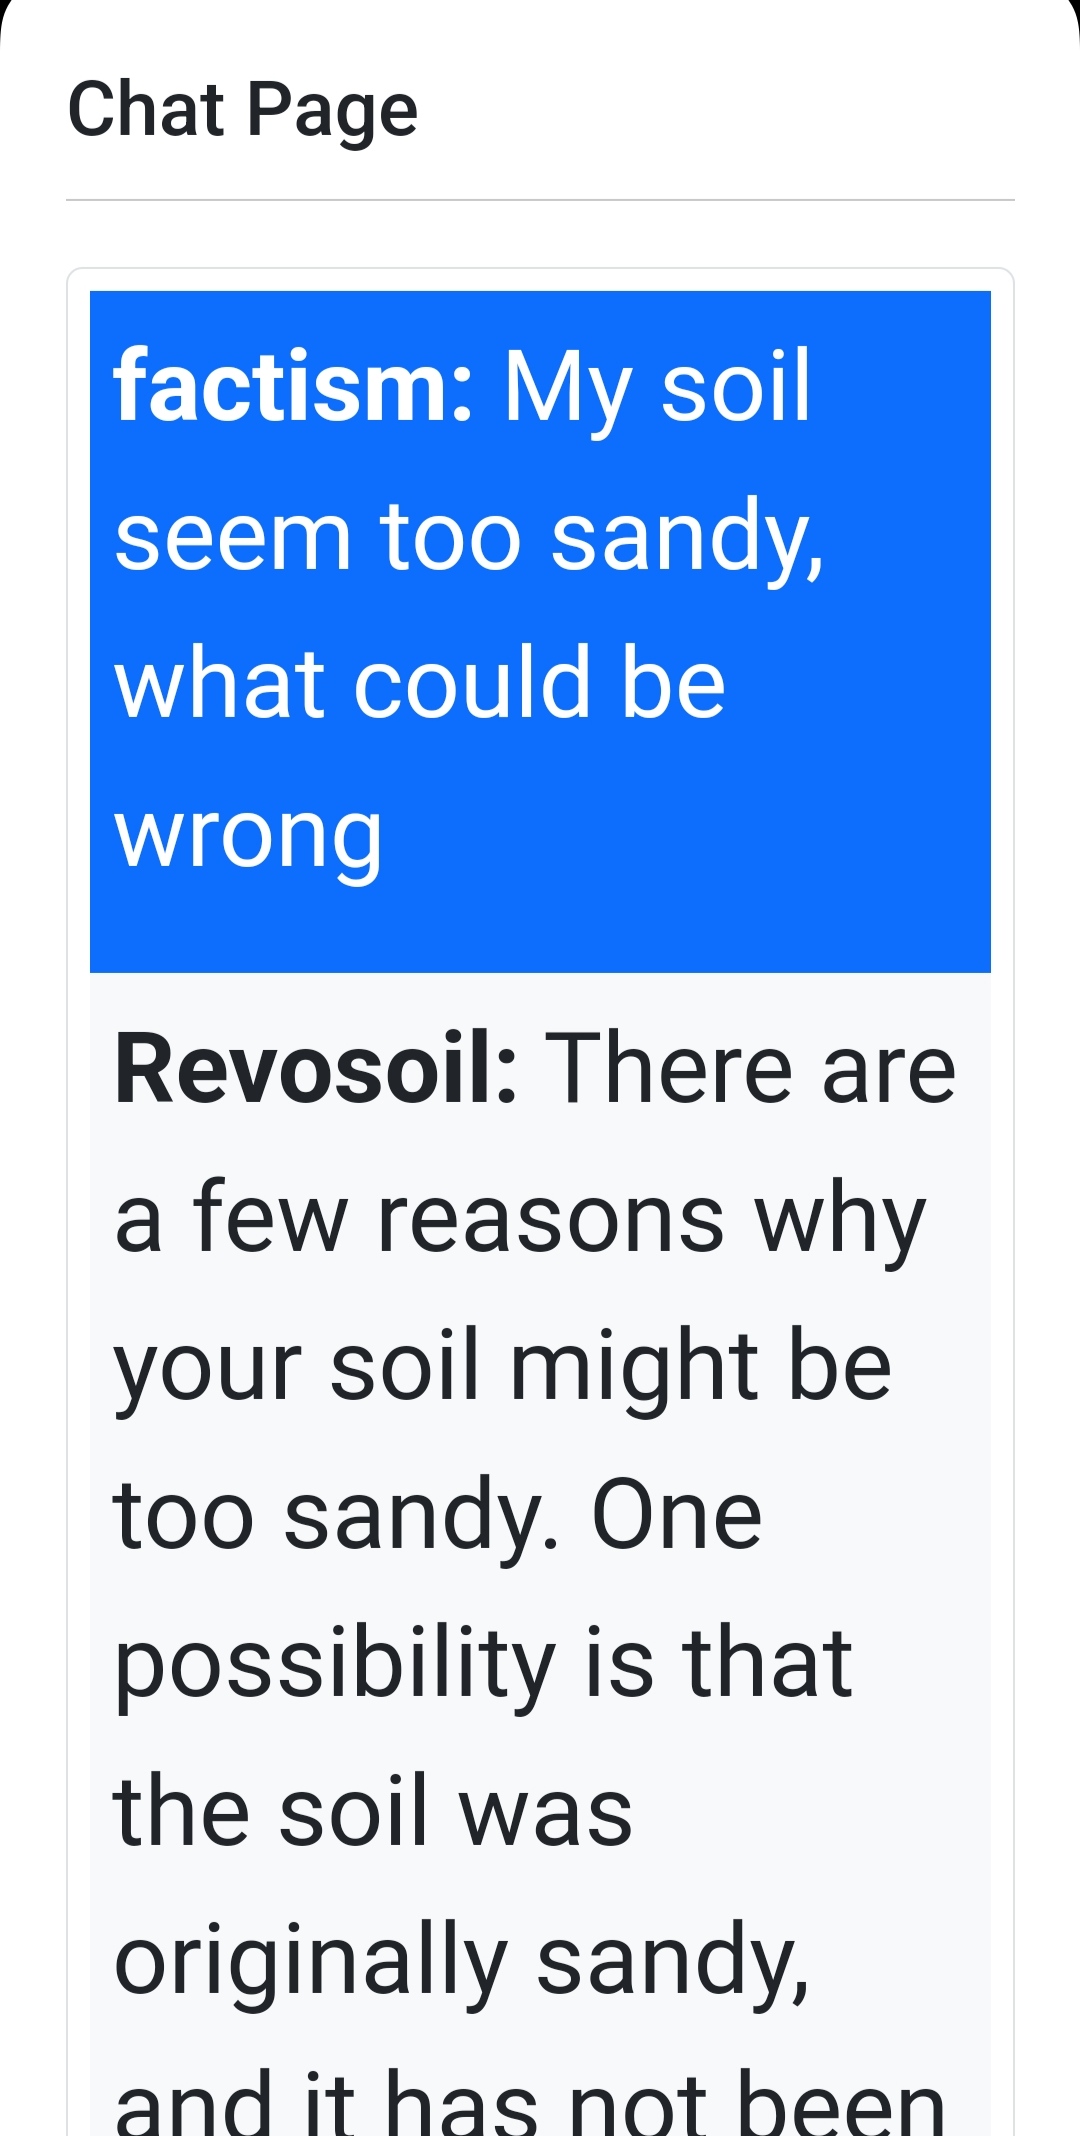 Chat Page
factism: My soil
seem too sandy,
what could be
wrong
Revosoil: There are
a few reasons why
your soil might be
too sandy. One
possibility is that
the soil was
originally sandy,
and it has not been